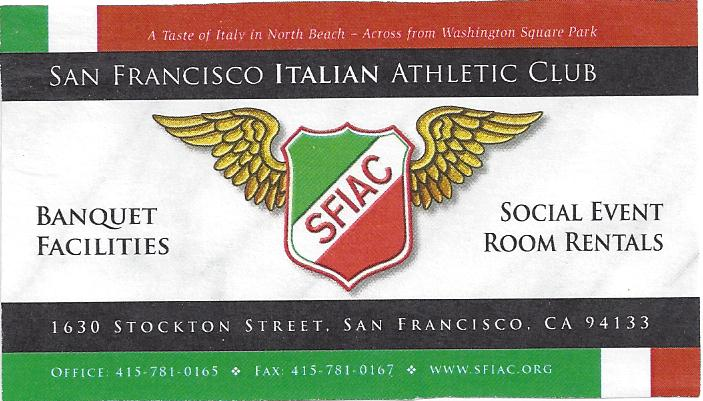 A Taste of Italy in North Beach – Across from Washington Square Park
SAN FRANCISCO ITALIAN ATHLETIC CLUB
SFIAC
BANQUET
FACILITIES
SOCIAL EVENT
ROOM RENTALS
1630 STOCKTON STREET, SAN FRANCISCO, CA 94133
OFFICE: 415-781-0165 ❖ FAX: 415-781-0167 ❖ WWW.SFIAC.ORG